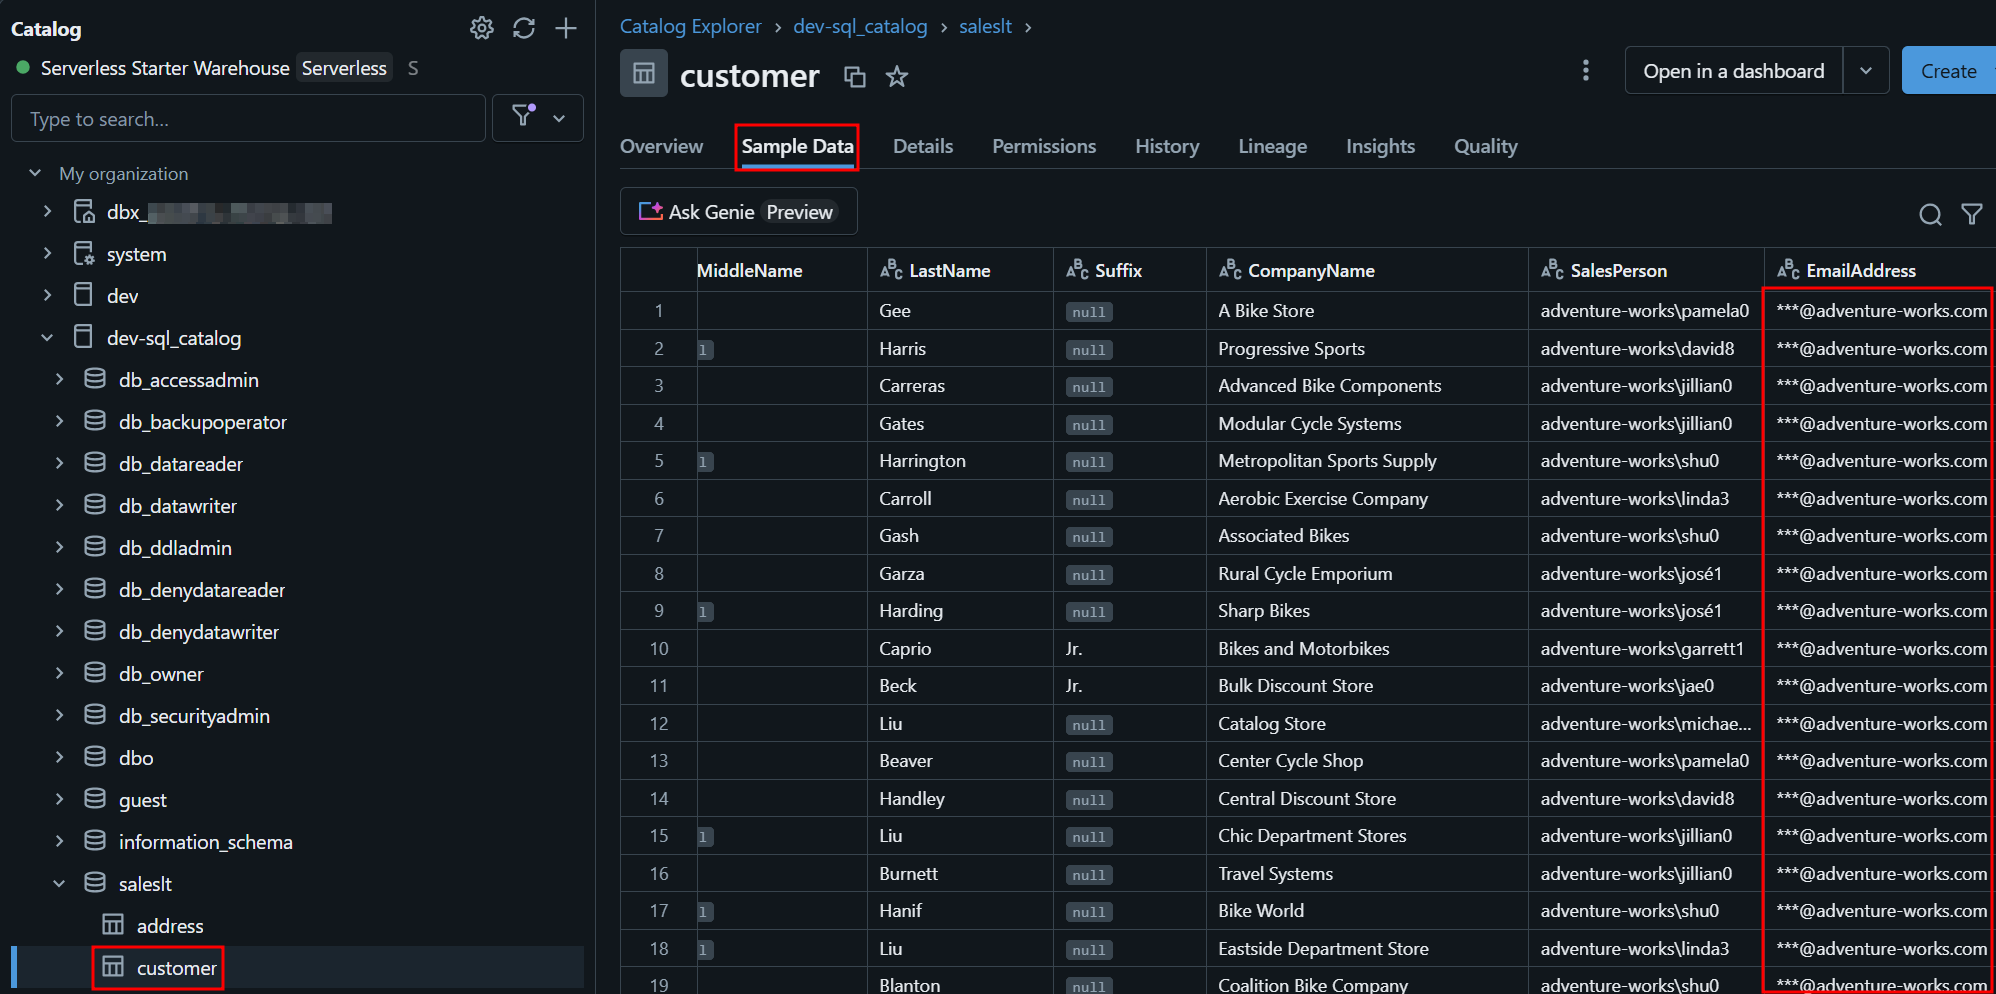 Catalog
Serverless Starter Warehouse Serverless S
Type to search...
My organization
dbx_
system
dev
dev-sql_catalog
db_accessadmin
db_backupoperator
db_datareader
db_datawriter
db_ddladmin
db_denydatareader
db_denydatawriter
db_owner
db_securityadmin
dbo
guest
information_schema
saleslt
address
customer
Catalog Explorer > dev-sql_catalog > saleslt >
customer
Open in a dashboard
Create
Overview Sample Data Details Permissions History Lineage Insights Quality
Ask Genie Preview
MiddleName LastName Suffix CompanyName SalesPerson EmailAddress
1 Gee null A Bike Store adventure-works\pamela0 ***@adventure-works.com
2 l Harris null Progressive Sports adventure-works\david8 ***@adventure-works.com
3 Carreras null Advanced Bike Components adventure-works\jillian0 ***@adventure-works.com
4 Gates null Modular Cycle Systems adventure-works\jillian0 ***@adventure-works.com
5 l Harrington null Metropolitan Sports Supply adventure-works\shu0 ***@adventure-works.com
6 Carroll null Aerobic Exercise Company adventure-works\linda3 ***@adventure-works.com
7 Gash null Associated Bikes adventure-works\shu0 ***@adventure-works.com
8 Garza null Rural Cycle Emporium adventure-works\josé1 ***@adventure-works.com
9 l Harding null Sharp Bikes adventure-works\josé1 ***@adventure-works.com
10 Caprio Jr. Bikes and Motorbikes adventure-works\garrett1 ***@adventure-works.com
11 Beck Jr. Bulk Discount Store adventure-works\jae0 ***@adventure-works.com
12 Liu null Catalog Store adventure-works\michae... ***@adventure-works.com
13 Beaver null Center Cycle Shop adventure-works\pamela0 ***@adventure-works.com
14 Handley null Central Discount Store adventure-works\david8 ***@adventure-works.com
15 l Liu null Chic Department Stores adventure-works\jillian0 ***@adventure-works.com
16 Burnett null Travel Systems adventure-works\jillian0 ***@adventure-works.com
17 l Hanif null Bike World adventure-works\shu0 ***@adventure-works.com
18 l Liu null Eastside Department Store adventure-works\linda3 ***@adventure-works.com
19 Blanton null Coalition Bike Company adventure-works\shu0 ***@adventure-works.com